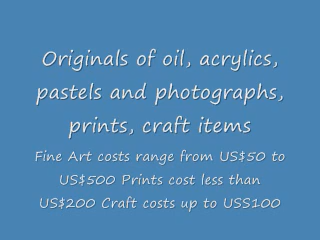 Originals of oil, acrylics,
pastels and photographs,
prints, craft items
Fine Art costs range from US$50 to
US$500 Prints cost less than
US$200 Craft costs up to USS100